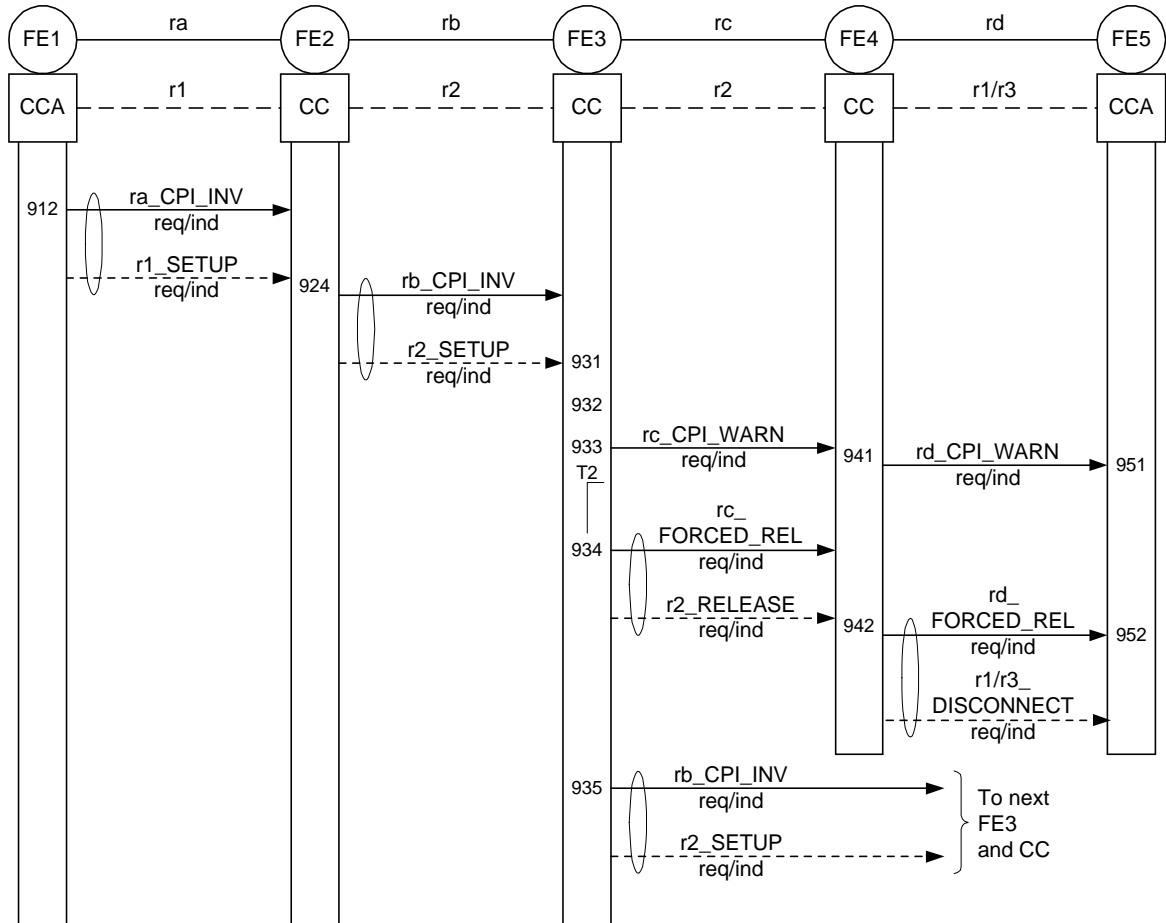 FE1 ra FE2 rb FE3 rc FE4 rd FE5
CCA r1 CC r2 CC r2 CC r1/r3 CCA
912 ra_CPI_INV
req/ind
r1_SETUP
req/ind
924 rb_CPI_INV
req/ind
r2_SETUP
req/ind
931
932
933 rc_CPI_WARN
req/ind
941 rd_CPI_WARN
req/ind
951
T2
934 rc_
FORCED_REL
req/ind
r2_RELEASE
req/ind
942 rd_
FORCED_REL
req/ind
952
r1/r3_
DISCONNECT
req/ind
935 rb_CPI_INV
req/ind
r2_SETUP
req/ind
To next
FE3
and CC